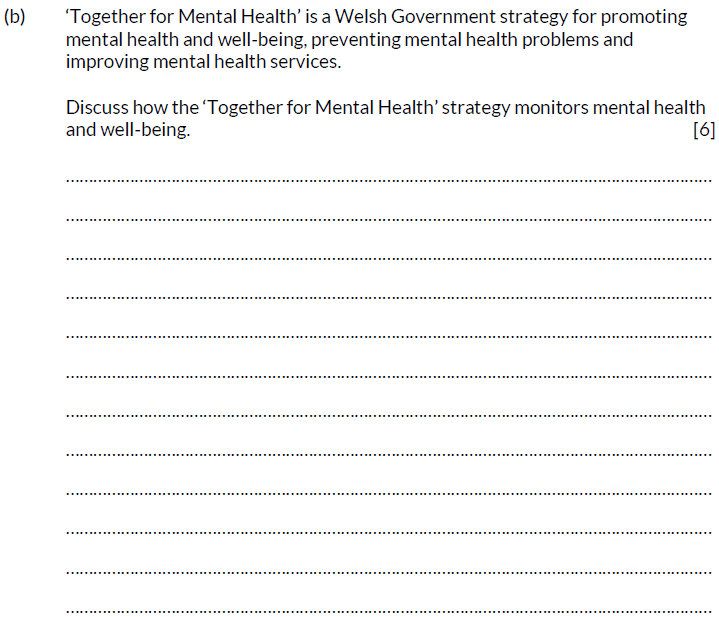 (b) ‘Together for Mental Health’ is a Welsh Government strategy for promoting
mental health and well-being, preventing mental health problems and
improving mental health services.
Discuss how the ‘Together for Mental Health’ strategy monitors mental health
and well-being. [6]